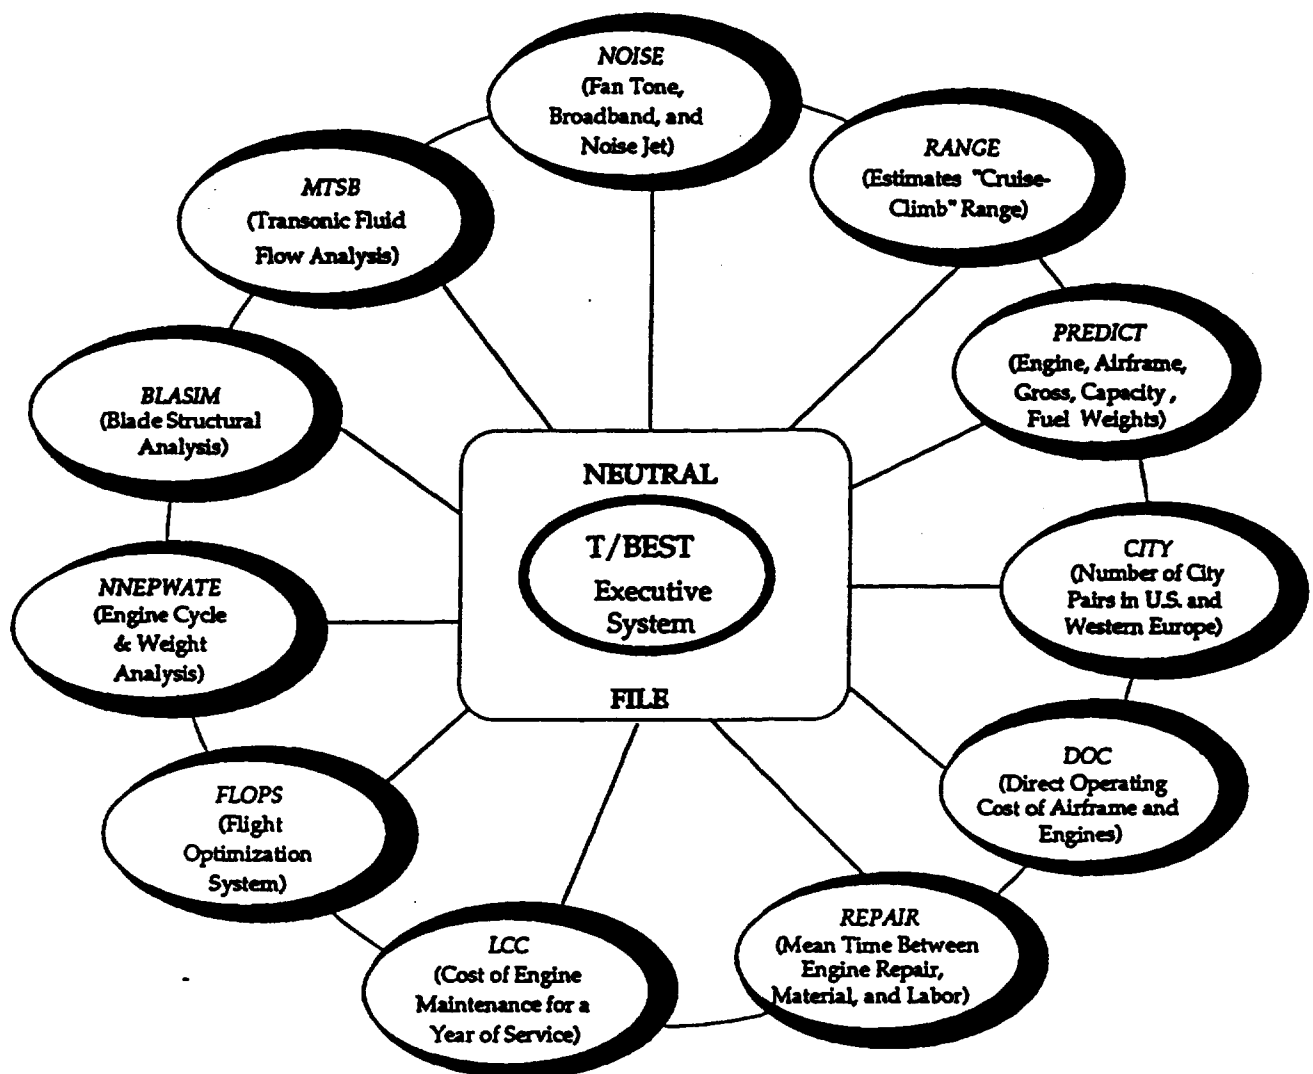 NOISE
(Fan Tone,
Broadband, and
Noise Jet)
RANGE
(Estimates "Cruise-
Climb" Range)
MTSB
(Transonic Fluid
Flow Analysis)
PREDICT
(Engine, Airframe,
Gross, Capacity ,
Fuel Weights)
BLASIM
(Blade Structural
Analysis)
NEUTRAL
T/BEST
Executive
System
FILE
CITY
(Number of City
Pairs in U.S. and
Western Europe)
NNEPWATE
(Engine Cycle
& Weight
Analysis)
DOC
(Direct Operating
Cost of Airframe and
Engines)
FLOPS
(Flight
Optimization
System)
REPAIR
(Mean Time Between
Engine Repair,
Material, and Labor)
LCC
(Cost of Engine
Maintenance for a
Year of Service)